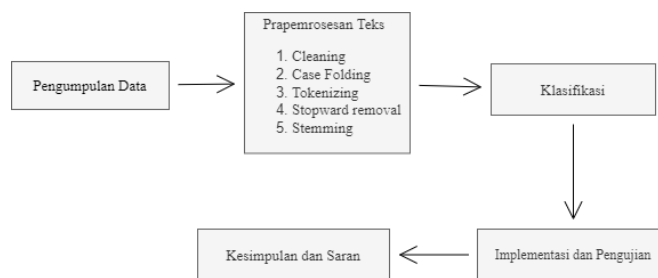 Pengumpulan Data
Prapemrosesan Teks
1. Cleaning
2. Case Folding
3. Tokenizing
4. Stopward removal
5. Stemming
Klasifikasi
Implementasi dan Pengujian
Kesimpulan dan Saran